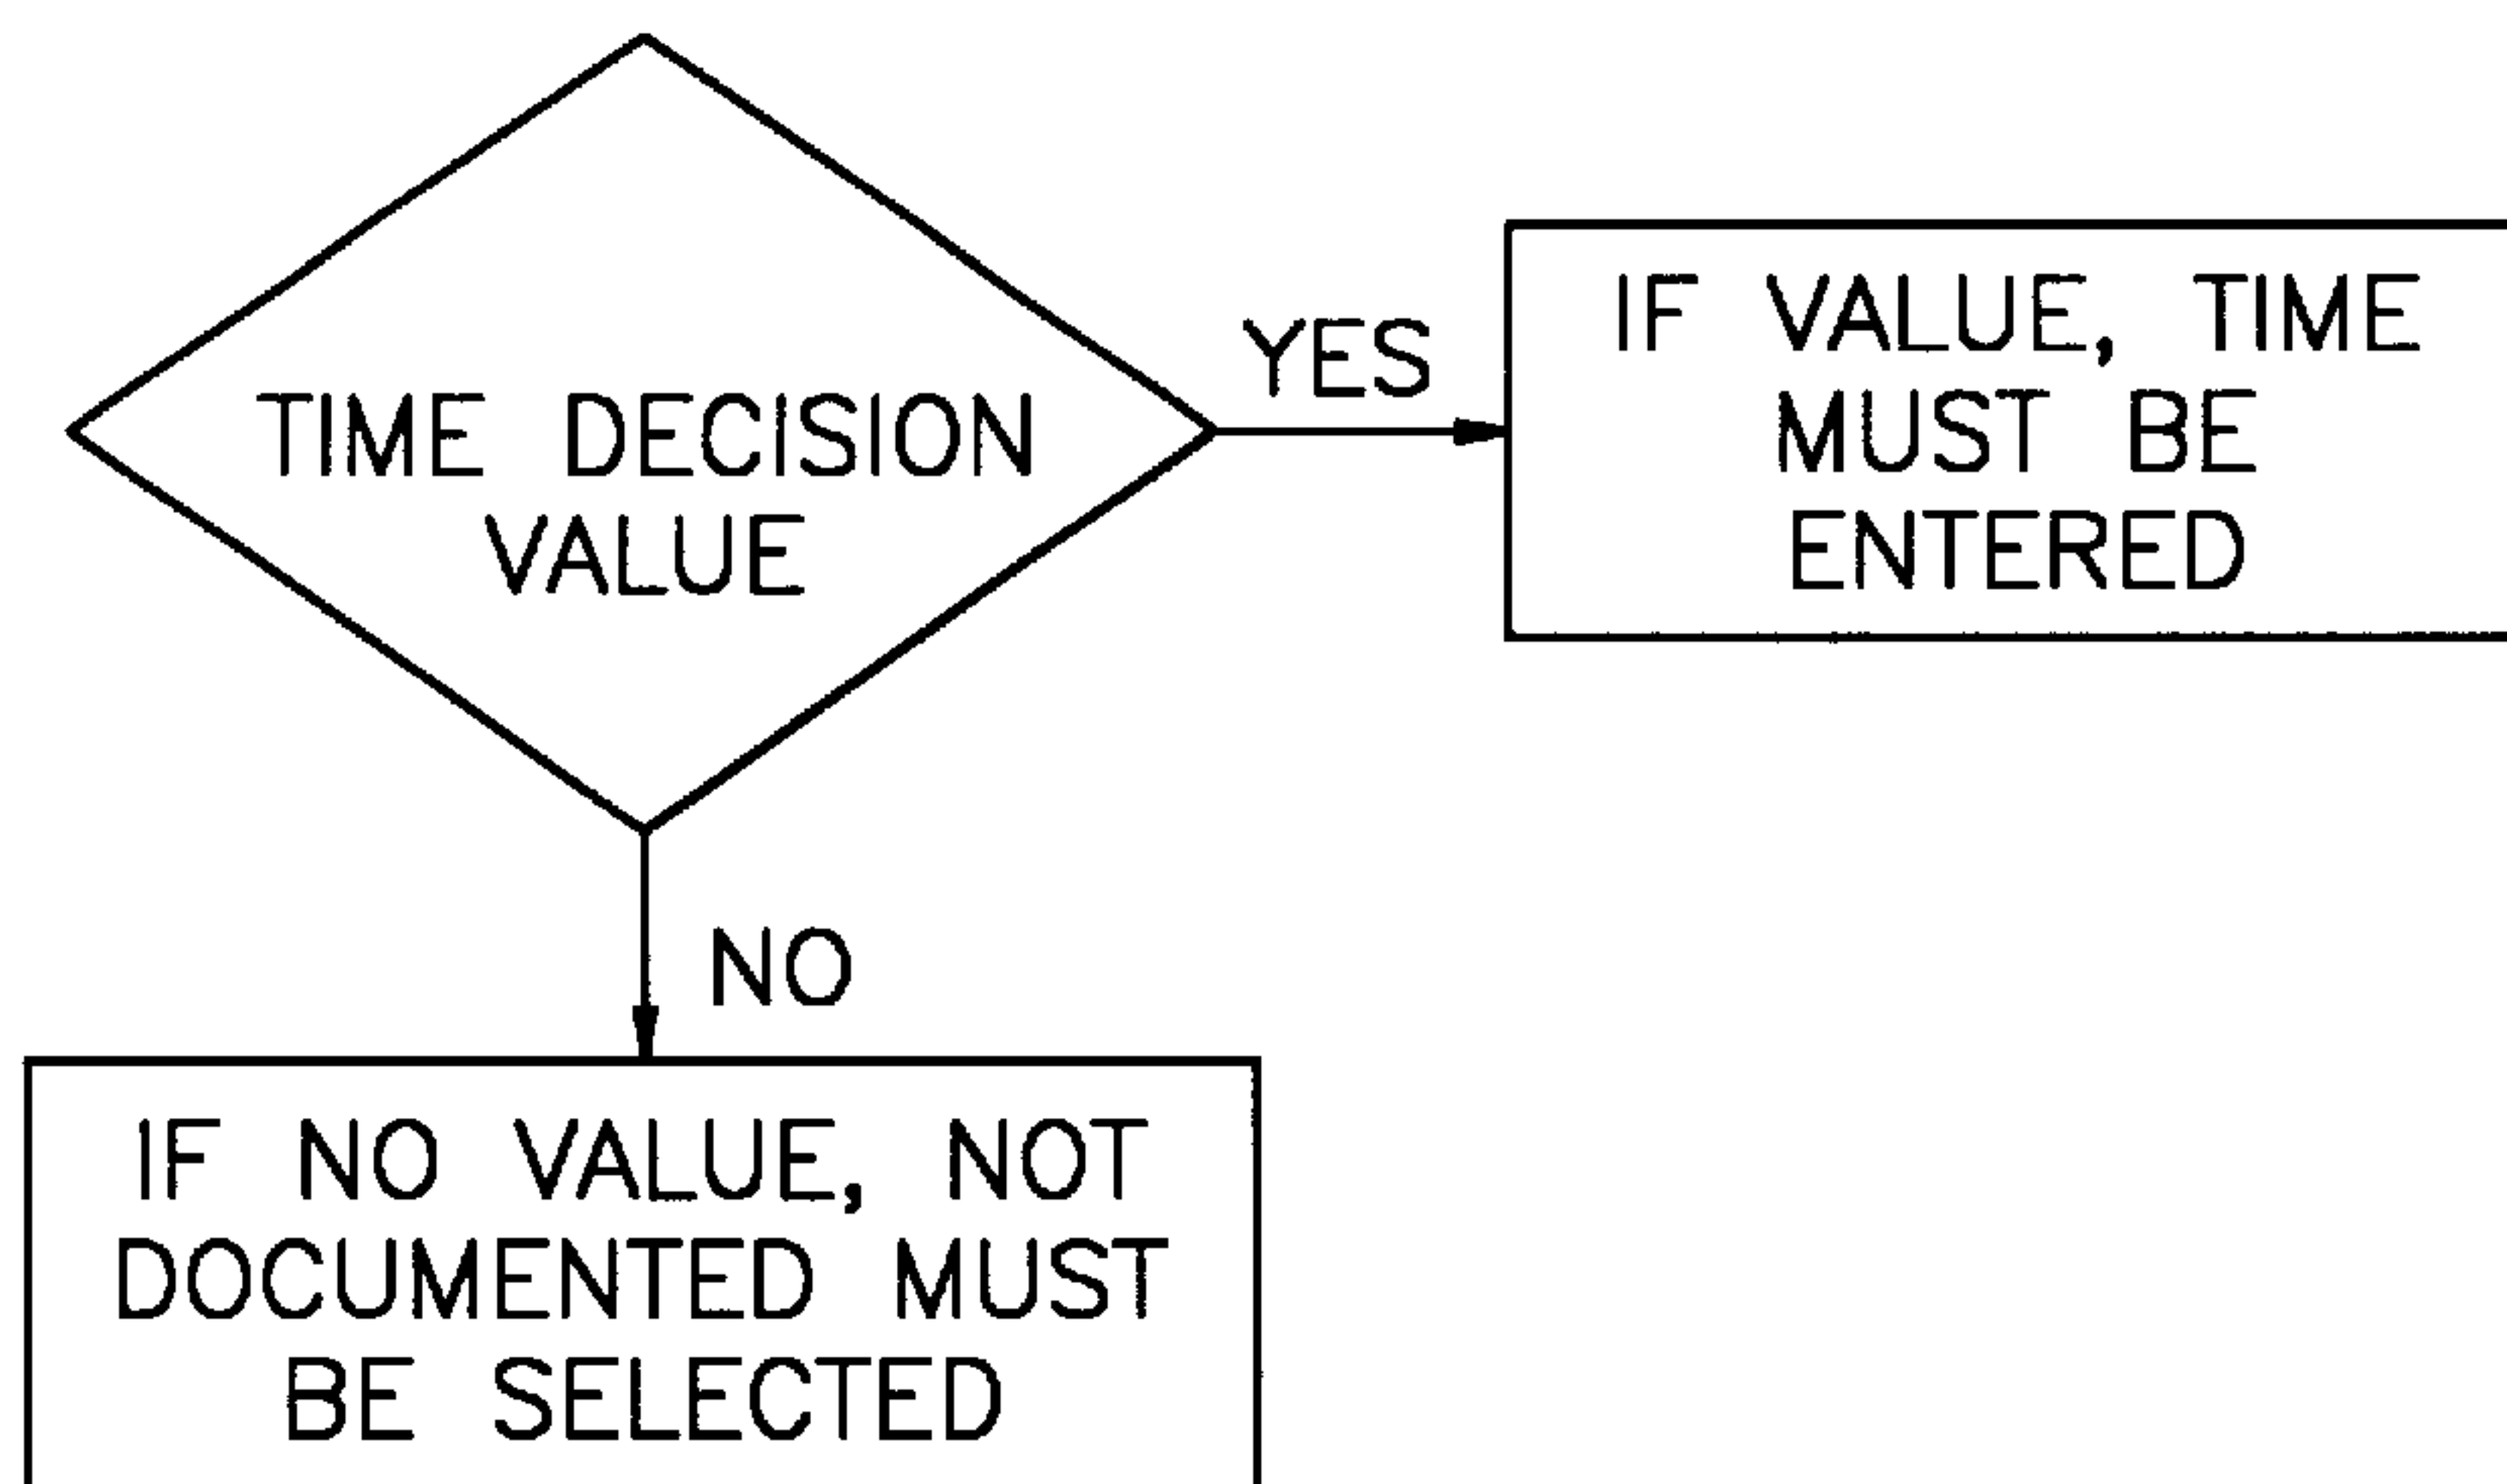 TIME DECISION
VALUE
YES
IF VALUE, TIME
MUST BE
ENTERED
NO
IF NO VALUE, NOT
DOCUMENTED MUST
BE SELECTED